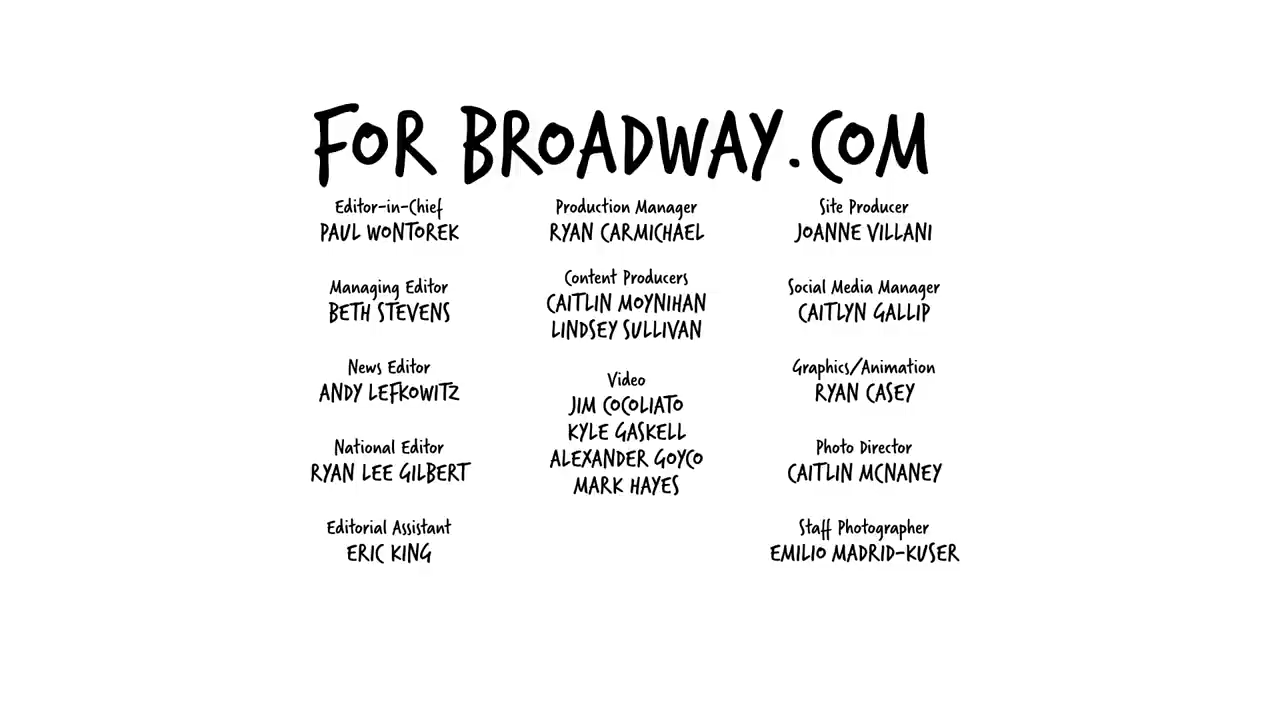 FOR BROADWAY.COM
Editor-in-Chief
PAUL WONTOREK
Managing Editor
BETH STEVENS
News Editor
ANDY LEFKOWITZ
National Editor
RYAN LEE GILBERT
Editorial Assistant
ERIC KING
Production Manager
RYAN CARMICHAEL
Content Producers
CAITLIN MOYNIHAN
LINDSEY SULLIVAN
Video
JIM COCOLIATO
KYLE GASKELL
ALEXANDER GOYCO
MARK HAYES
Site Producer
JOANNE VILLANI
Social Media Manager
CAITLYN GALLIP
Graphics/Animation
RYAN CASEY
Photo Director
CAITLIN MCNANEY
Staff Photographer
EMILIO MADRID-KUSER